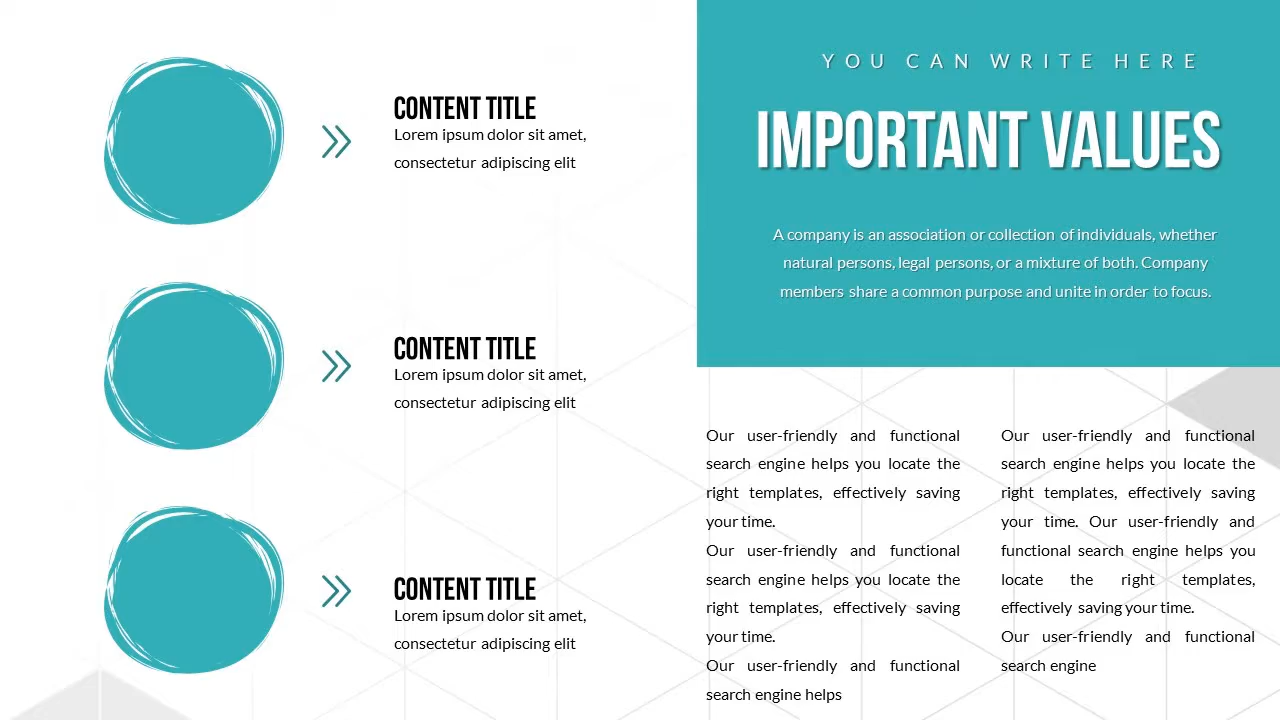 CONTENT TITLE
Lorem ipsum dolor sit amet,
consectetur adipiscing elit
CONTENT TITLE
Lorem ipsum dolor sit amet,
consectetur adipiscing elit
CONTENT TITLE
Lorem ipsum dolor sit amet,
consectetur adipiscing elit
YOU CAN WRITE HERE
IMPORTANT VALUES
A company is an association or collection of individuals, whether
natural persons, legal persons, or a mixture of both. Company
members share a common purpose and unite in order to focus.
Our user-friendly and functional
search engine helps you locate the
right templates, effectively saving
your time.
Our user-friendly and functional
search engine helps you locate the
right templates, effectively saving
your time.
Our user-friendly and functional
search engine helps
Our user-friendly and functional
search engine helps you locate the
right templates, effectively saving
your time. Our user-friendly and
functional search engine helps you
locate the right templates,
effectively saving your time.
Our user-friendly and functional
search engine